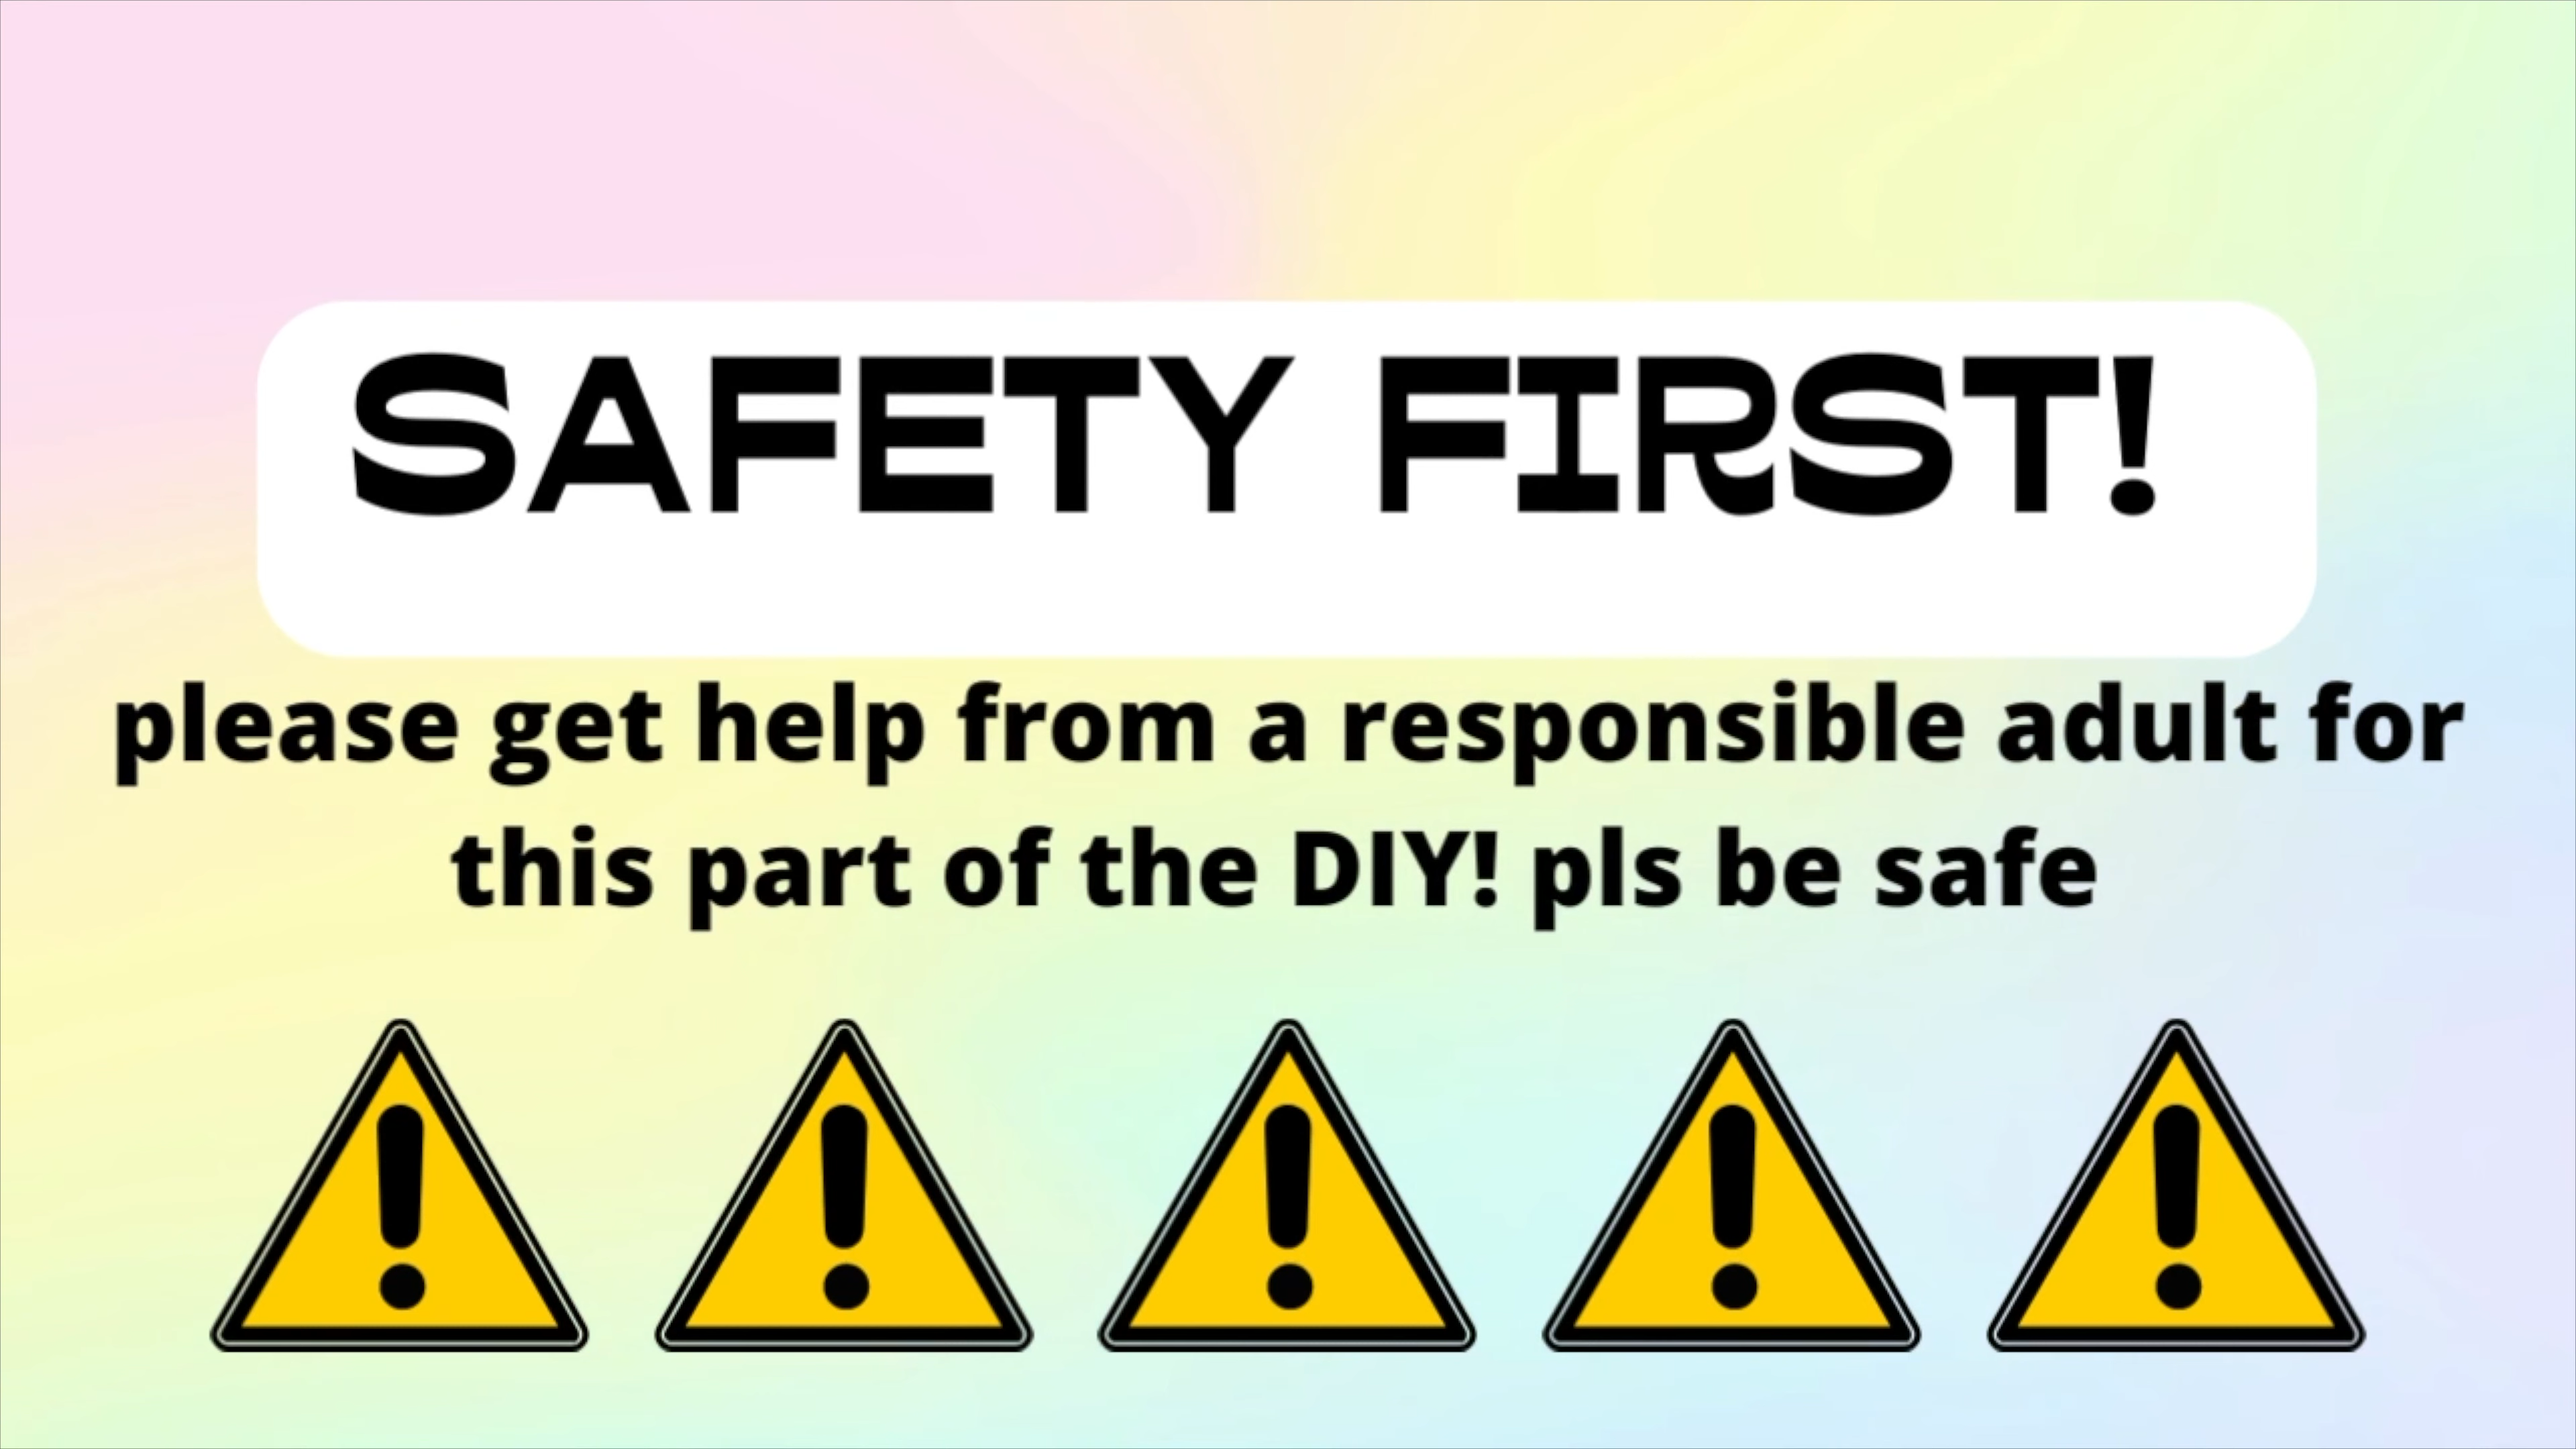 SAFETY FIRST!
please get help from a responsible adult for
this part of the DIY! pls be safe